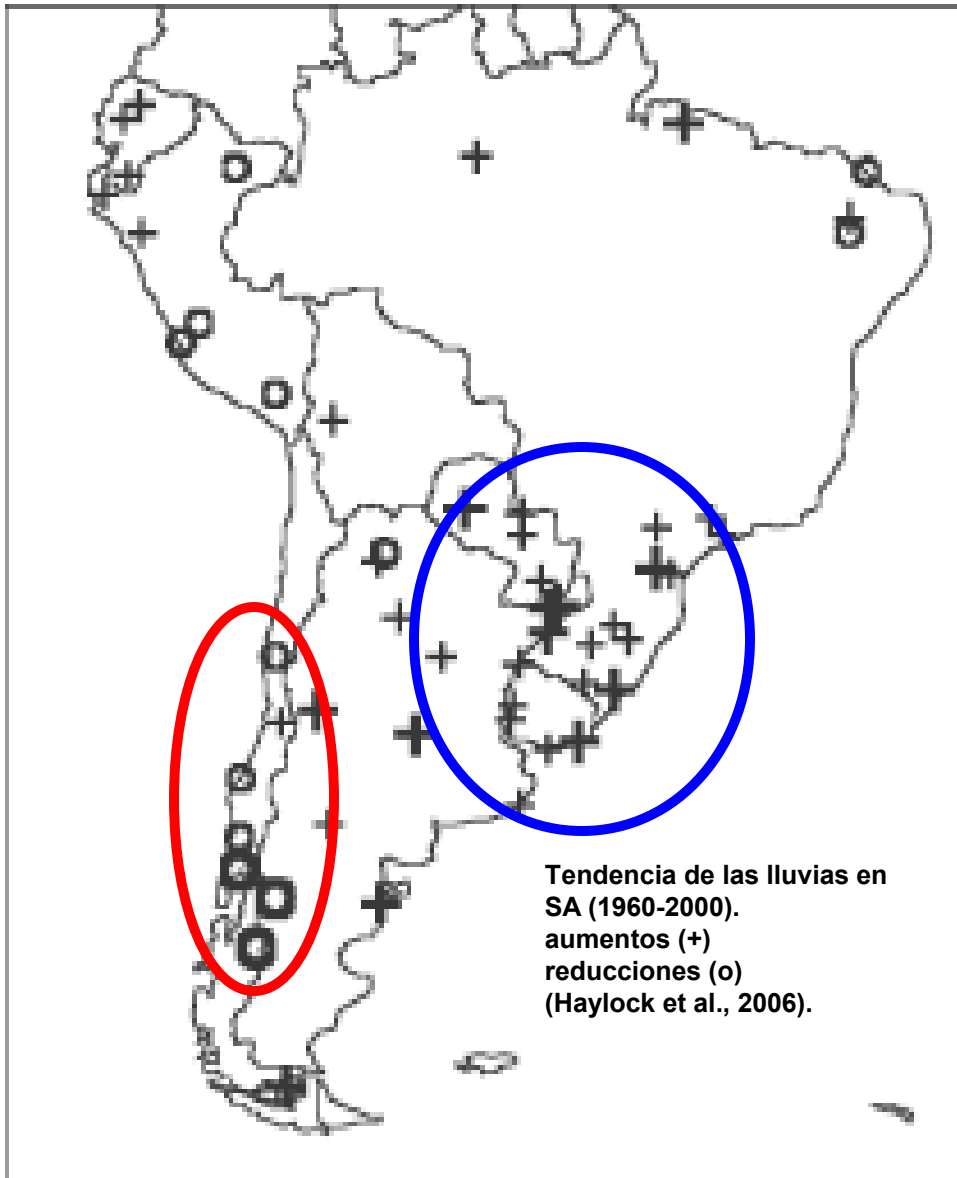 Tendencia de las lluvias en
SA (1960-2000).
aumentos (+)
reducciones (o)
(Haylock et al., 2006).